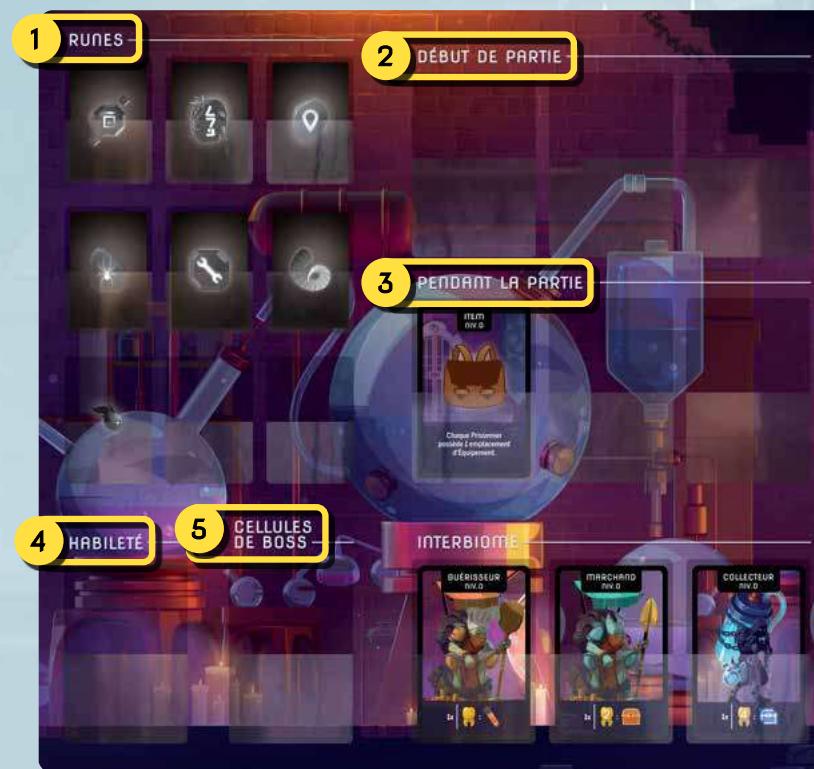 1 RUNES
2 DÉBUT DE PARTIE
3 PENDANT LA PARTIE
ITEM
NIV.0
Chaque Prisonnier
possède 1 emplacement
d'Équipement.
4 HABILETÉ
5 CELLULES
DE BOSS
INTERBIOME
GUÉRISSEUR
NIV.0
MARCHAND
NIV.0
COLLECTEUR
NIV.0
1x
1x
1x